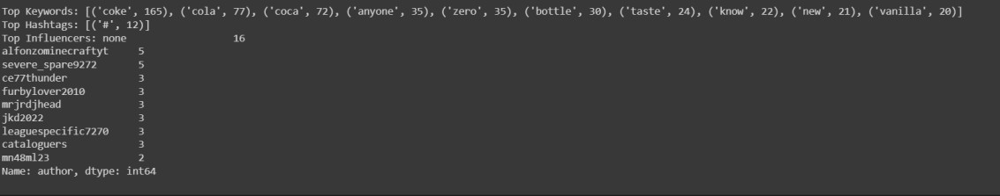 Top Keywords: [('coke', 165), ('cola', 77), ('coca', 72), ('anyone', 35), ('zero', 35), ('bottle', 30), ('taste', 24), ('know', 22), ('new', 21), ('vanilla', 20)]
Top Hashtags: [('#', 12)]
Top Influencers: none                  16
alfonzominecraftyt     5
severe_spare9272       5
ce77thunder            3
furbylover2010         3
mrjrdjhead             3
jkd2022                3
leaguespecific7270     3
cataloguers            3
mn48ml23               2
Name: author, dtype: int64